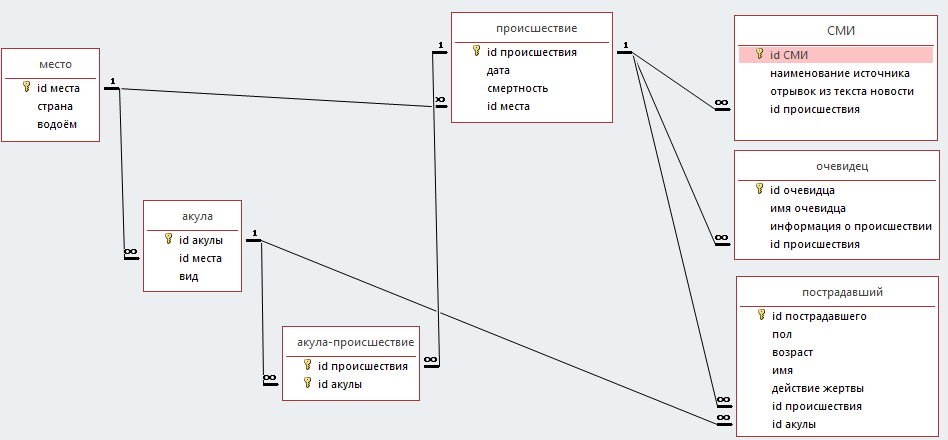 место
id места
страна
водоём
1
∞
∞
акула
id акулы
id места
вид
1
∞
∞
акула-происшествие
id происшествия
id акулы
∞
1
происшествие
id происшествия
дата
смертность
id места
1
∞
∞
∞
СМИ
id СМИ
наименование источника
отрывок из текста новости
id происшествия
очевидец
id очевидца
имя очевидца
информация о происшествии
id происшествия
пострадавший
id пострадавшего
пол
возраст
имя
действие жертвы
id происшествия
id акулы